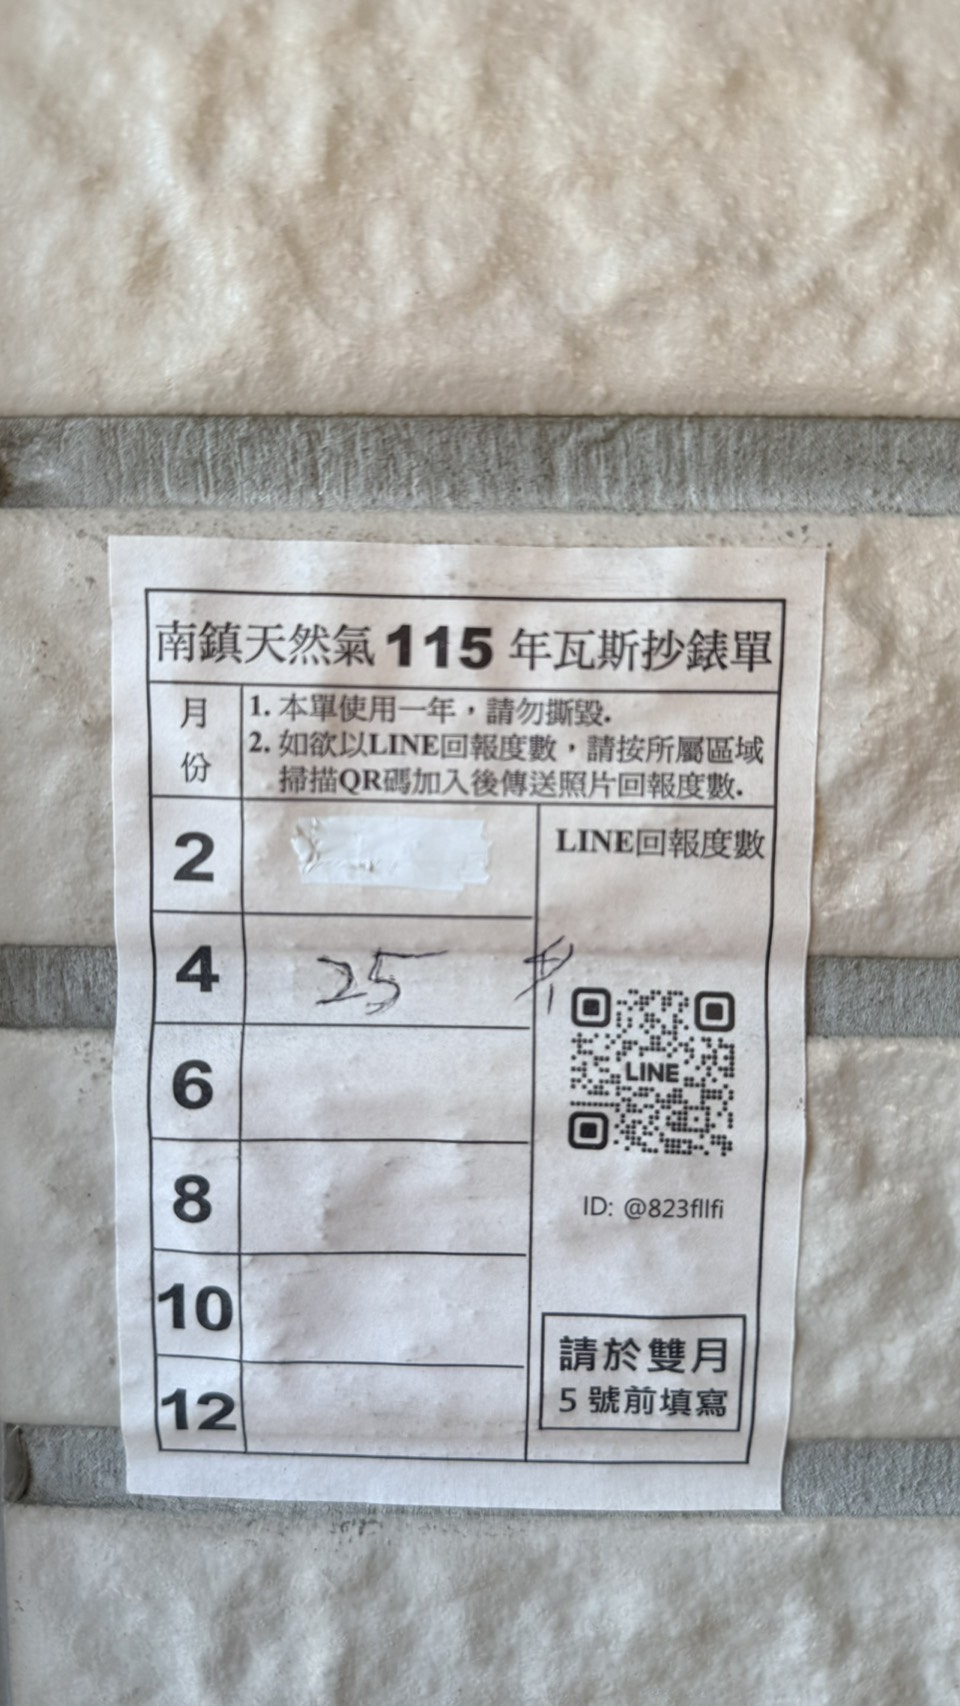 南鎮天然氣 115 年瓦斯抄錶單
月份
1. 本單使用一年，請勿撕毀.
2. 如欲以LINE回報度數，請按所屬區域
掃描QR碼加入後傳送照片回報度數.
2
LINE回報度數
4 25
LINE
6
8
ID: @823fllfi
10
12
請於雙月
5 號前填寫